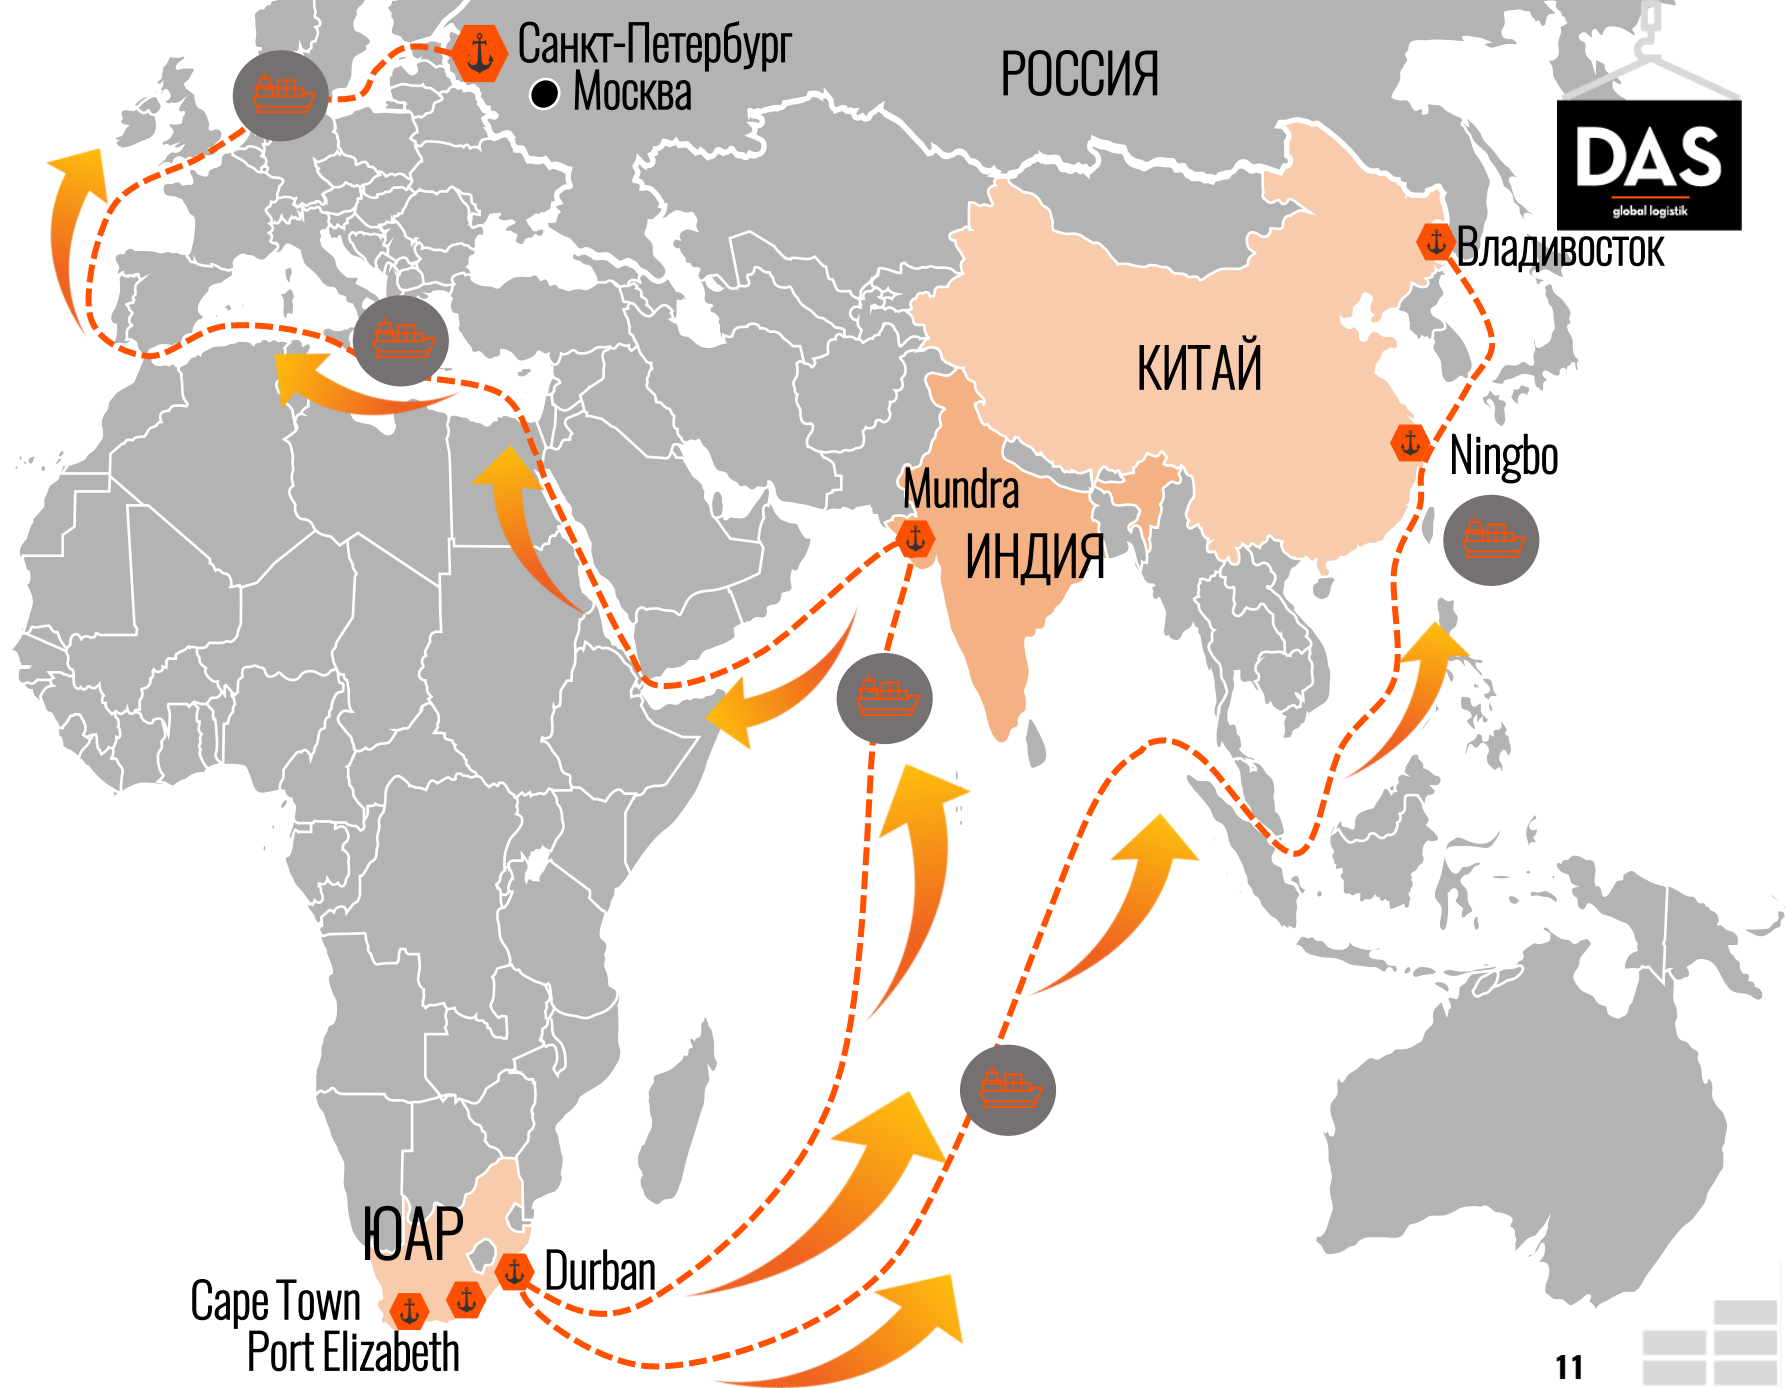 Санкт-Петербург
Москва
РОССИЯ
DAS
global logistik
Владивосток
КИТАЙ
Ningbo
Mundra
ИНДИЯ
ЮАР
Durban
Cape Town
Port Elizabeth
11